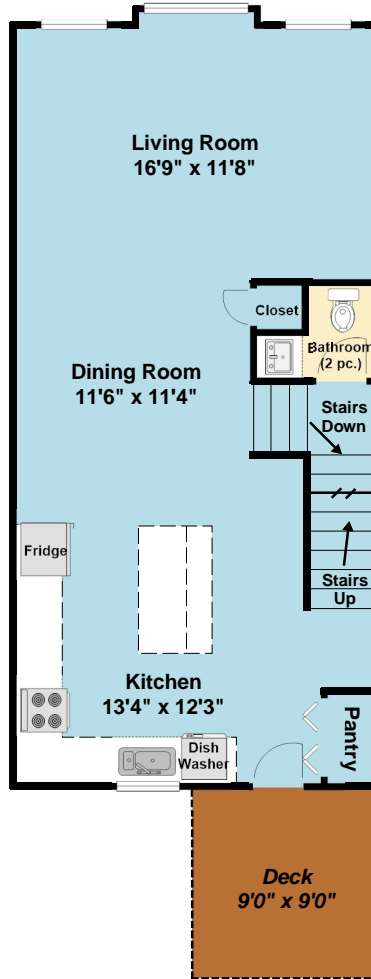 Living Room
16'9" x 11'8"
Closet
Bathroom
(2 pc.)
Dining Room
11'6" x 11'4"
Stairs
Down
Fridge
Stairs
Up
Kitchen
13'4" x 12'3"
Pantry
Dish
Washer
Deck
9'0" x 9'0"